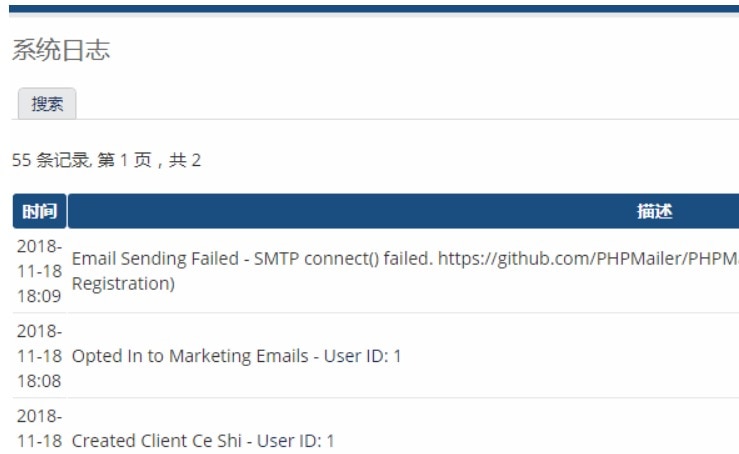 系统日志
搜索
55 条记录, 第 1 页，共 2
时间 描述
2018-
11-18
18:09
Email Sending Failed - SMTP connect() failed. https://github.com/PHPMailer/PHPMa
Registration)
2018-
11-18
18:08
Opted In to Marketing Emails - User ID: 1
2018-
11-18
Created Client Ce Shi - User ID: 1